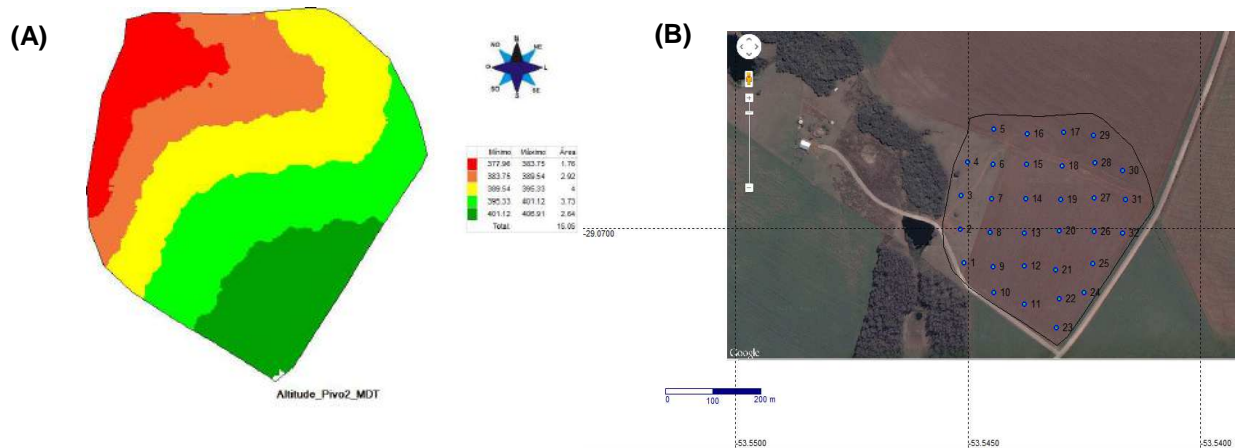 (A)
N
NO
NE
O
L
SO
SE
S
Mínimo Máximo Área
377.96 383.75 1.76
383.75 389.54 2.92
389.54 395.33 4
395.33 401.12 3.73
401.12 406.91 2.64
Total: 15.05
Altitude_Pivo2_MDT
(B)
5 16 17 29
4 6 15 18 28 30
3 7 14 19 27 31
2 8 13 20 26 32
1 9 12 21 25
10 11 22 24
23
Google
-29.0700
0 100 200 m
-53.5500 -53.5450 -53.5400